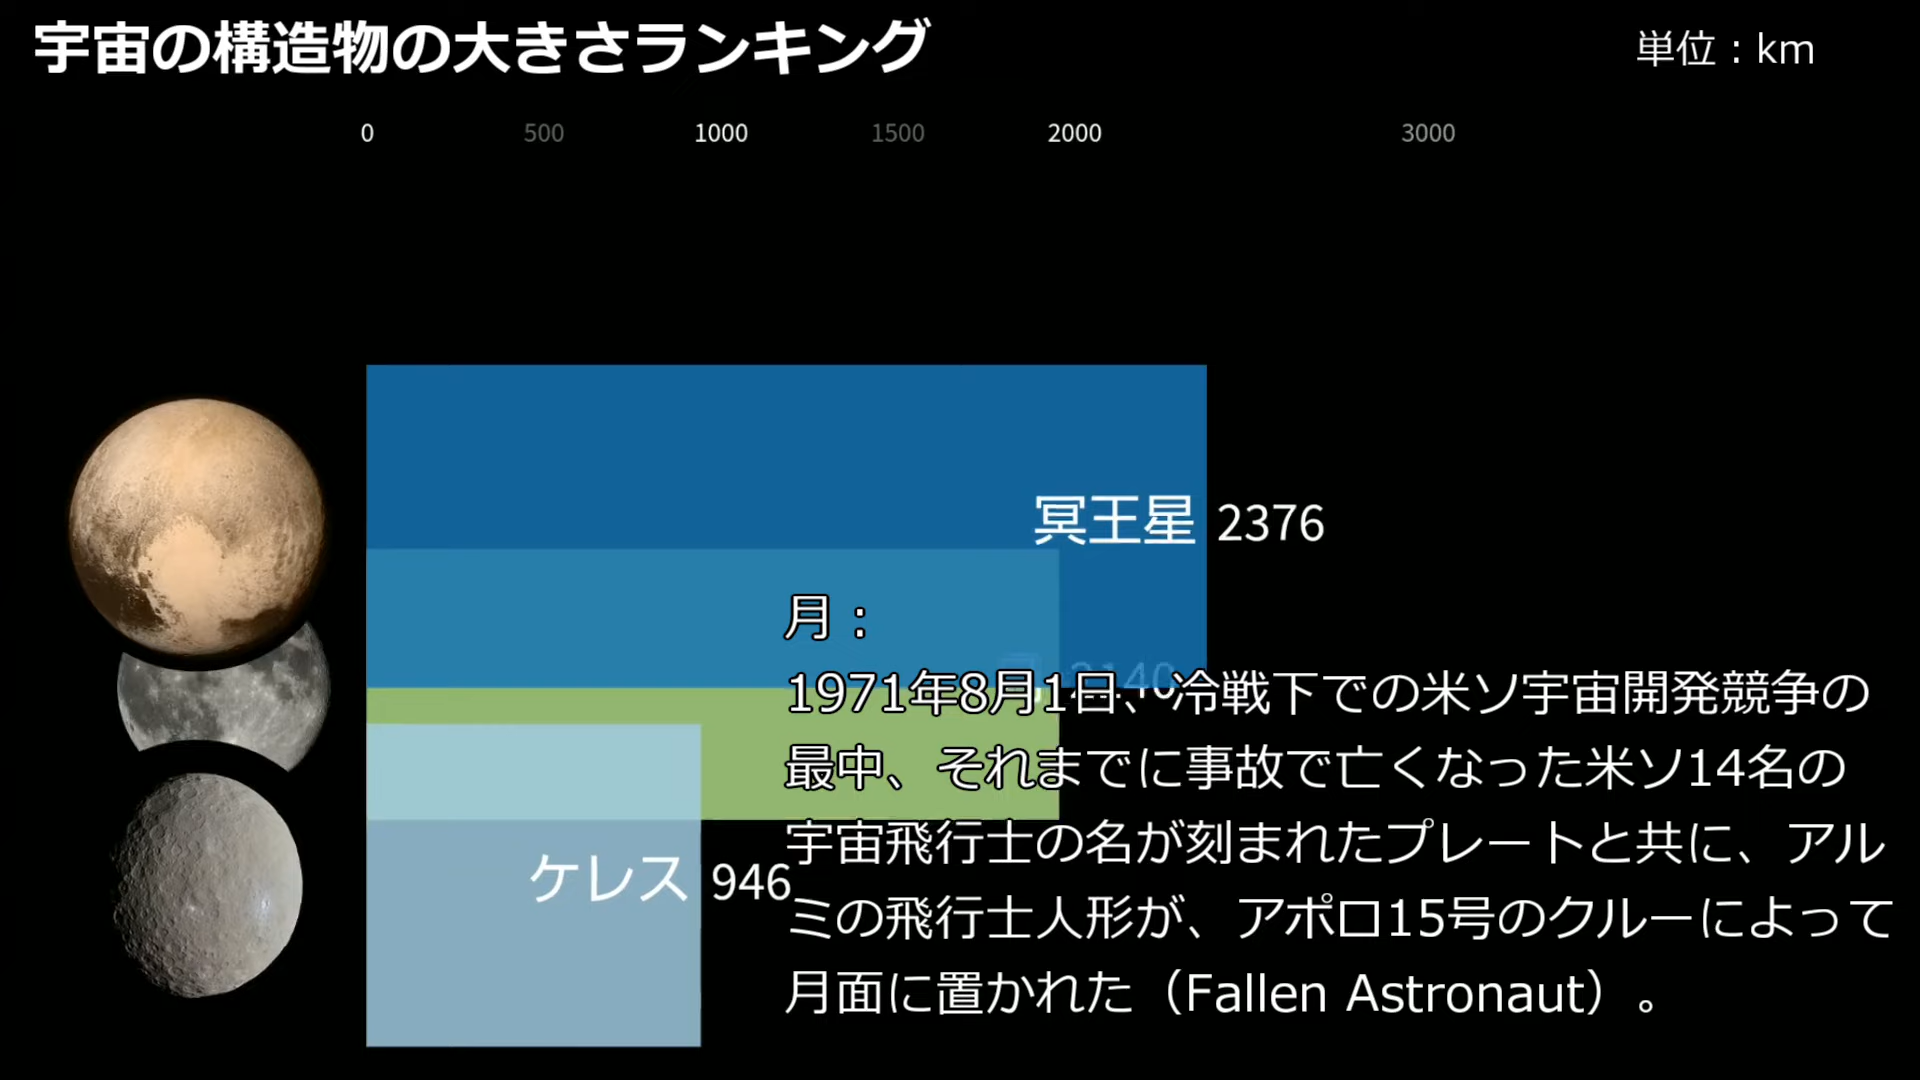 宇宙の構造物の大きさランキング
単位：km
0 500 1000 1500 2000 3000
冥王星 2376
月：
1971年8月1日、冷戦下での米ソ宇宙開発競争の
最中、それまでに事故で亡くなった米ソ14名の
宇宙飛行士の名が刻まれたプレートと共に、アル
ミの飛行士人形が、アポロ15号のクルーによって
月面に置かれた（Fallen Astronaut）。
ケレス 946